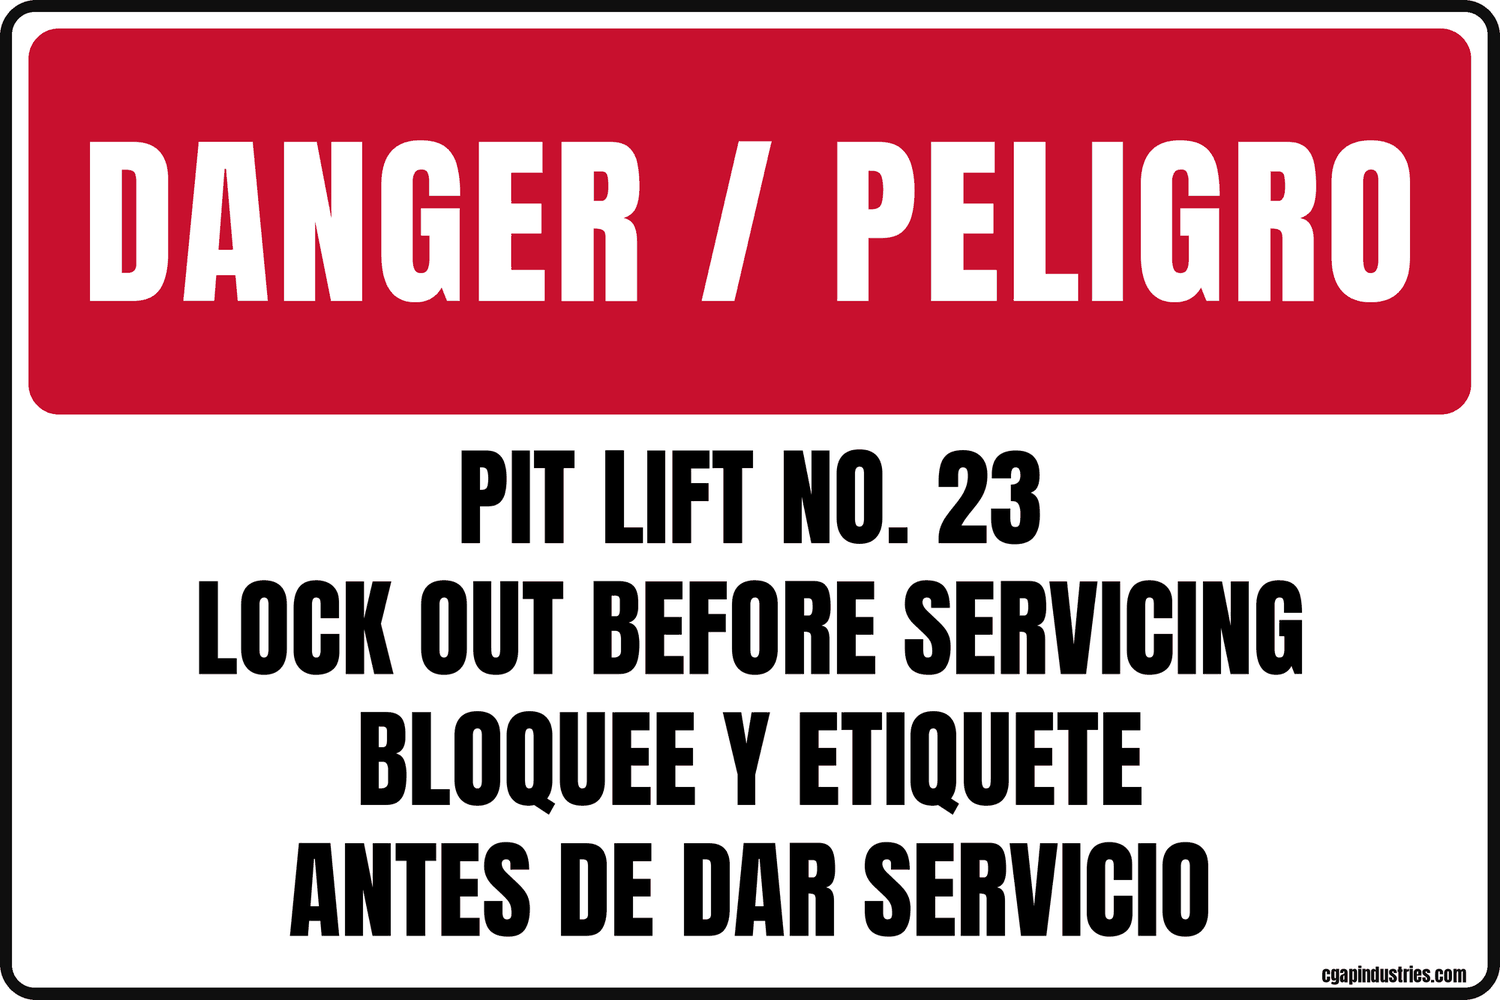 DANGER / PELIGRO
PIT LIFT NO. 23
LOCK OUT BEFORE SERVICING
BLOQUEE Y ETIQUETE
ANTES DE DAR SERVICIO
cgapindustries.com